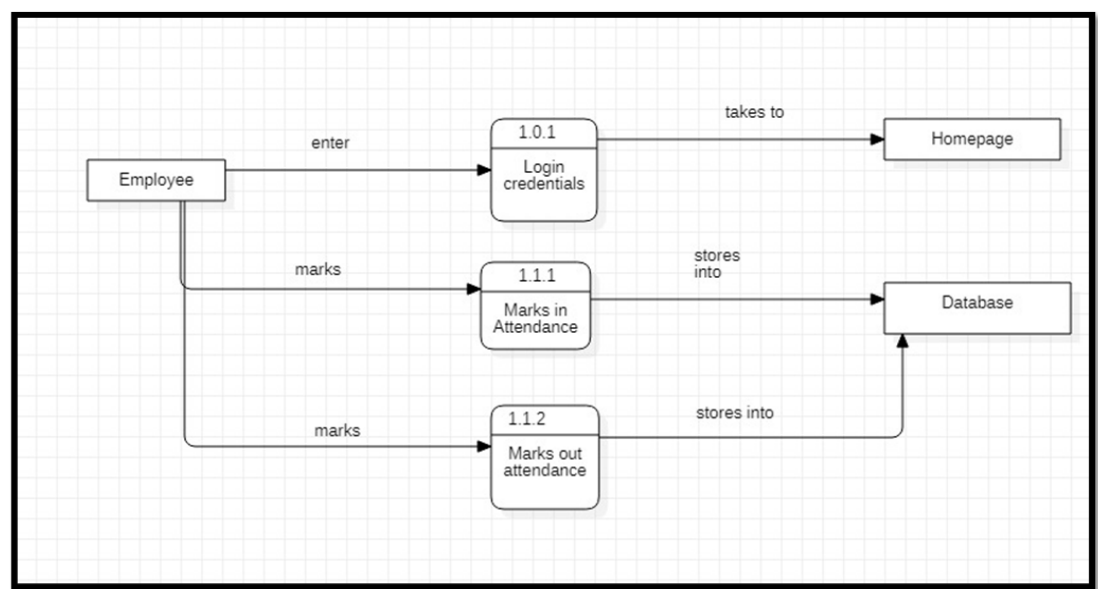 takes to
1.0.1
enter
Homepage
Login
credentials
Employee
stores
into
marks
1.1.1
Marks in
Attendance
Database
stores into
1.1.2
marks
Marks out
attendance